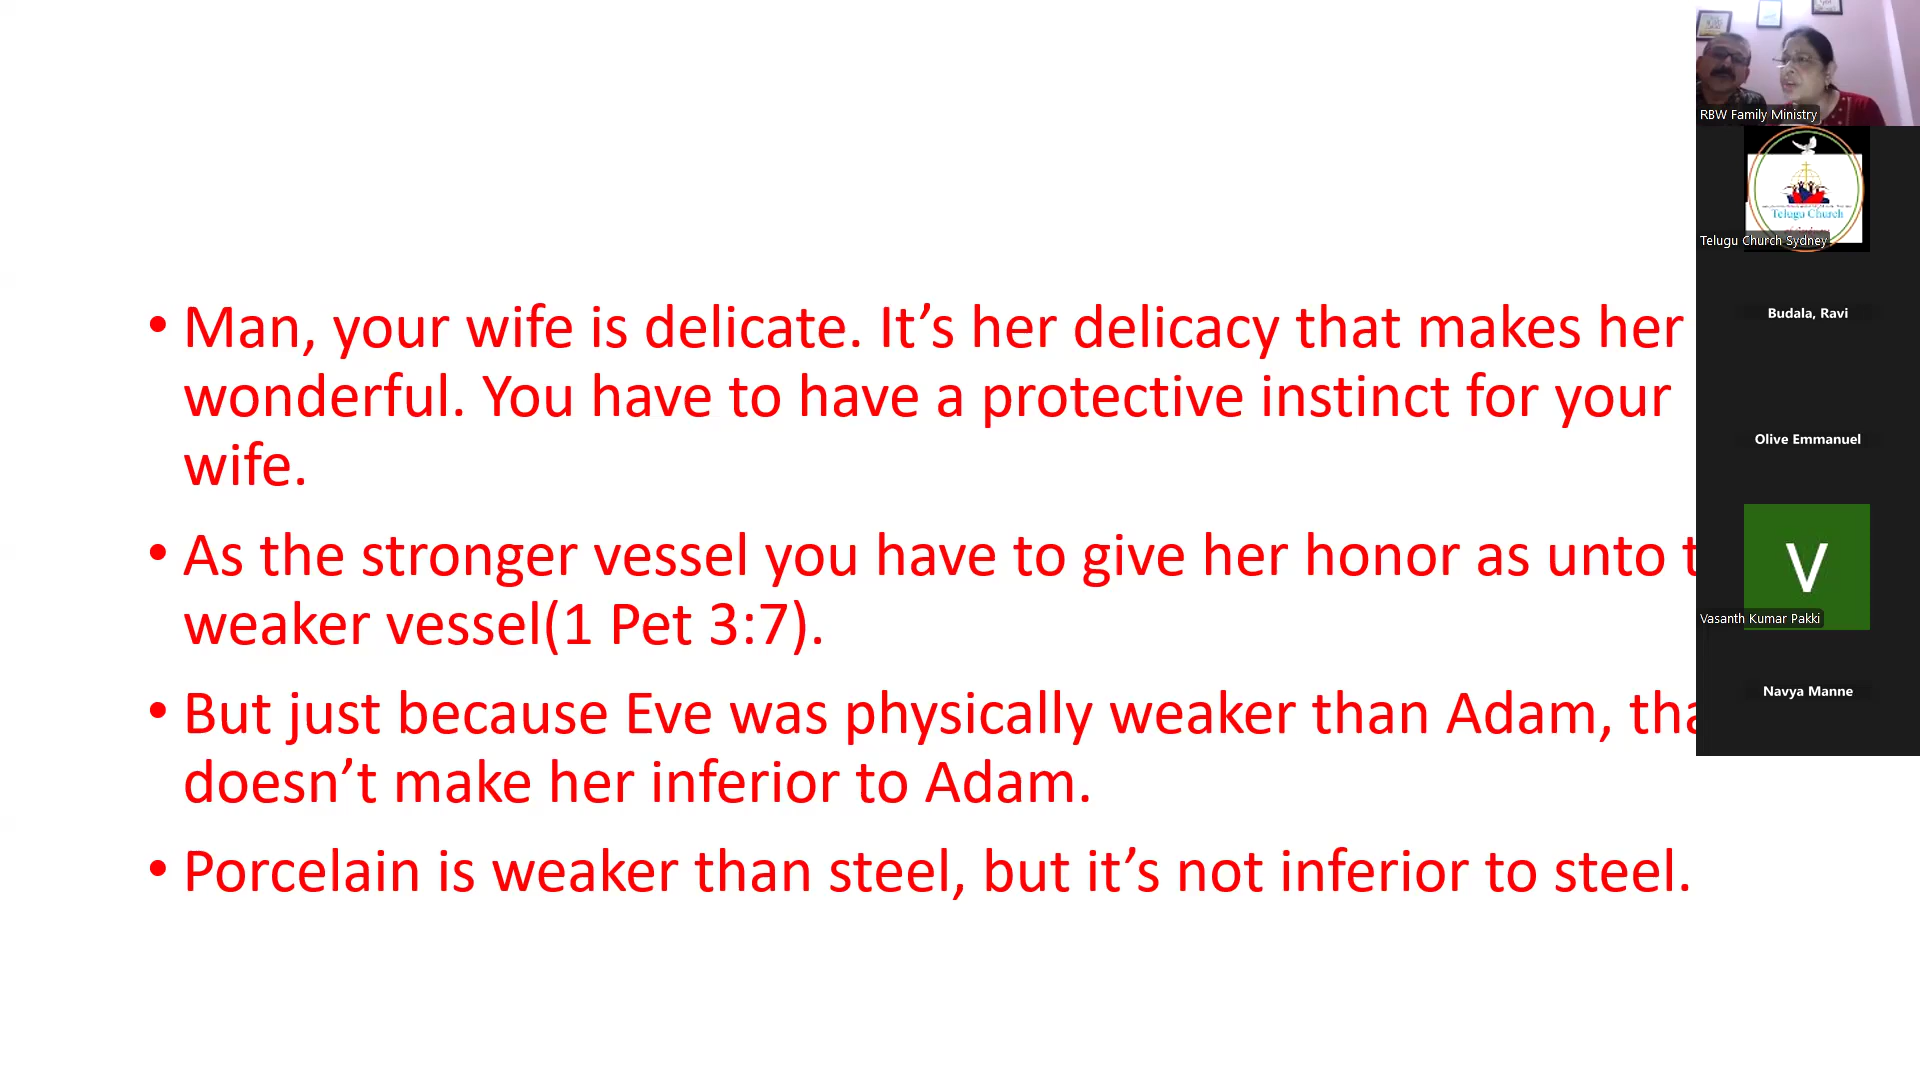 • Man, your wife is delicate. It’s her delicacy that makes her
wonderful. You have to have a protective instinct for your
wife.
• As the stronger vessel you have to give her honor as unto t
weaker vessel(1 Pet 3:7).
• But just because Eve was physically weaker than Adam, tha
doesn’t make her inferior to Adam.
• Porcelain is weaker than steel, but it’s not inferior to steel.
RBW Family Ministry
Telugu Church
Telugu Church Sydney
Budala, Ravi
Olive Emmanuel
V
Vasanth Kumar Pakki
Navya Manne